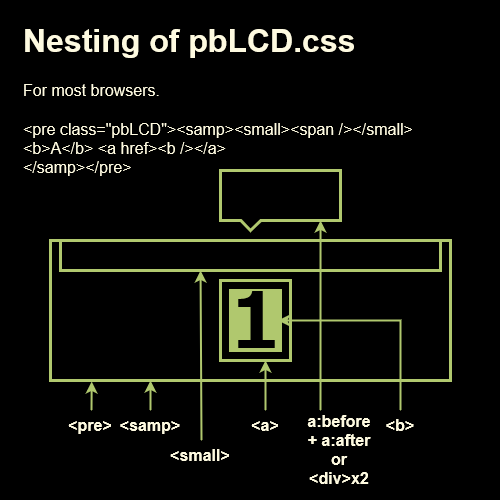 Nesting of pbLCD.css
For most browsers.
<pre class="pbLCD"><samp><small><span /></small>
<b>A</b> <a href><b /></a>
</samp></pre>
1
<pre> <samp> <a> a:before <b>
+ a:after
<small> or
<div>x2